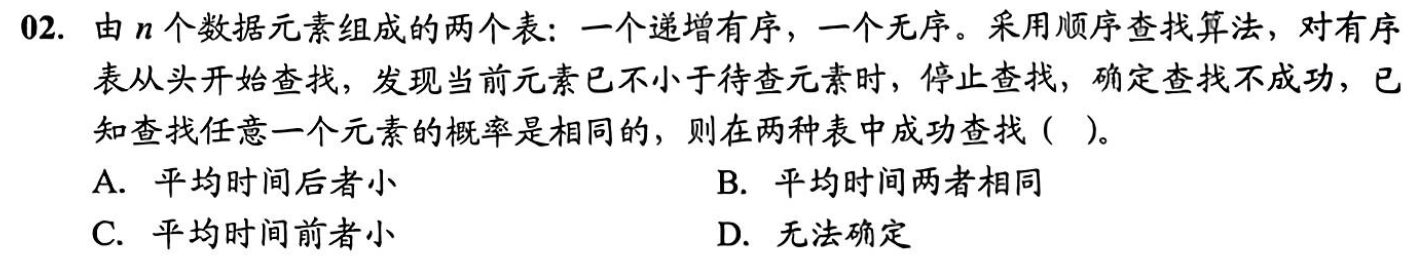 02. 由 n 个数据元素组成的两个表：一个递增有序，一个无序。采用顺序查找算法，对有序
表从头开始查找，发现当前元素已不小于待查元素时，停止查找，确定查找不成功，已
知查找任意一个元素的概率是相同的，则在两种表中成功查找（ ）。
A. 平均时间后者小 B. 平均时间两者相同
C. 平均时间前者小 D. 无法确定